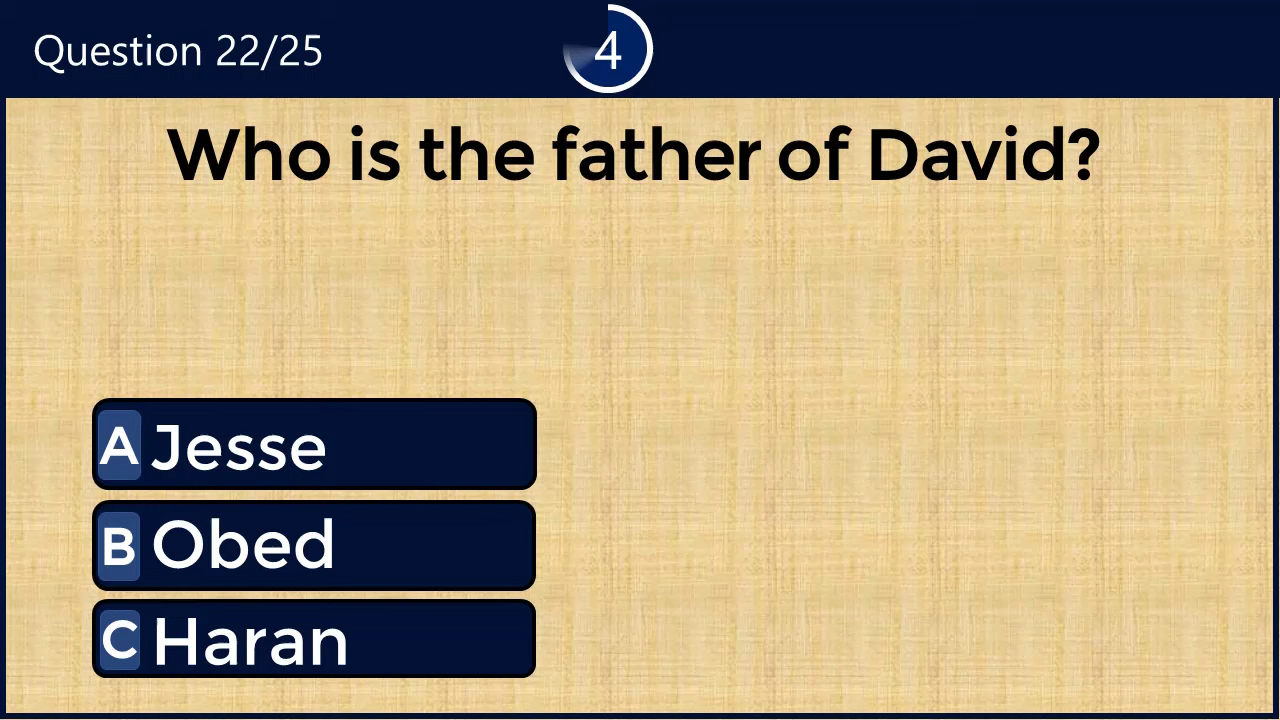 Question 22/25
4
Who is the father of David?
A Jesse
B Obed
C Haran